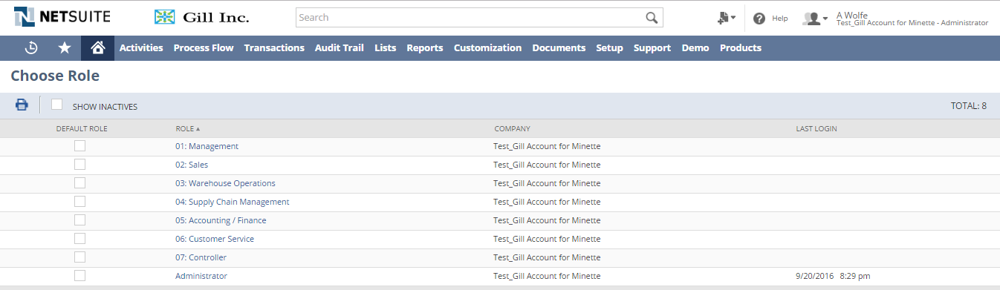 NETSUITE
Gill Inc.
Search
Help
A Wolfe
Test_Gill Account for Minette - Administrator
Activities Process Flow Transactions Audit Trail Lists Reports Customization Documents Setup Support Demo Products
Choose Role
SHOW INACTIVES TOTAL: 8
DEFAULT ROLE ROLE COMPANY LAST LOGIN
01: Management Test_Gill Account for Minette
02: Sales Test_Gill Account for Minette
03: Warehouse Operations Test_Gill Account for Minette
04: Supply Chain Management Test_Gill Account for Minette
05: Accounting / Finance Test_Gill Account for Minette
06: Customer Service Test_Gill Account for Minette
07: Controller Test_Gill Account for Minette
Administrator Test_Gill Account for Minette 9/20/2016 8:29 pm